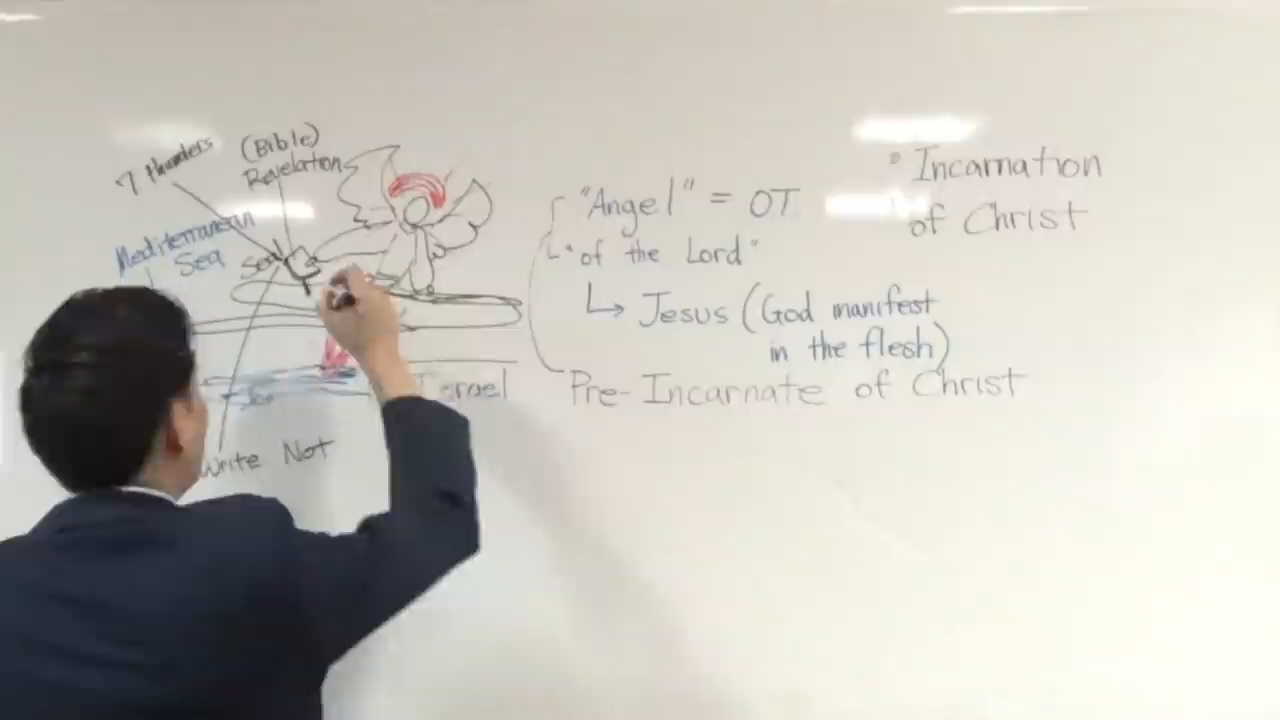 7 thunders
(Bible)
Revelation
Mediterranean
Sea
Seal
Write Not
"Angel" = OT
"of the Lord"
Jesus (God manifest
in the flesh)
Pre-Incarnate of Christ
Incarnation
of Christ